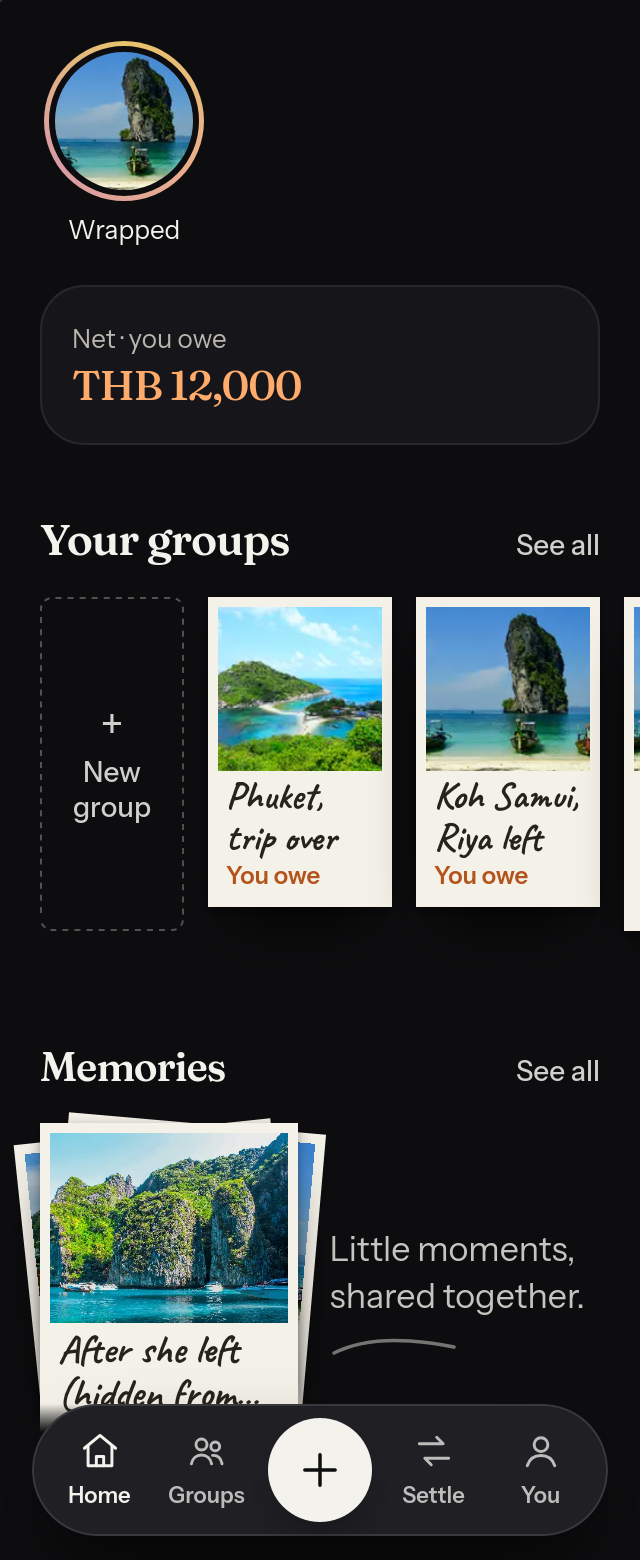 Wrapped
Net · you owe
THB 12,000
Your groups
See all
+
New
group
Phuket,
trip over
You owe
Koh Samui,
Riya left
You owe
Memories
See all
Little moments,
shared together.
After she left
(hidden from...
Home
Groups
Settle
You